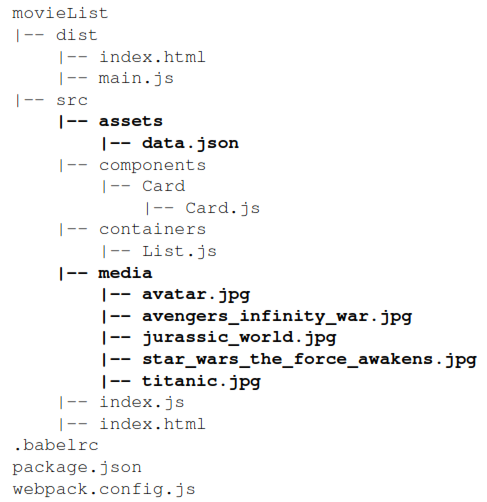 movieList
|-- dist
    |-- index.html
    |-- main.js
|-- src
    |-- assets
        |-- data.json
    |-- components
        |-- Card
            |-- Card.js
    |-- containers
        |-- List.js
    |-- media
        |-- avatar.jpg
        |-- avengers_infinity_war.jpg
        |-- jurassic_world.jpg
        |-- star_wars_the_force_awakens.jpg
        |-- titanic.jpg
    |-- index.js
    |-- index.html
.babelrc
package.json
webpack.config.js